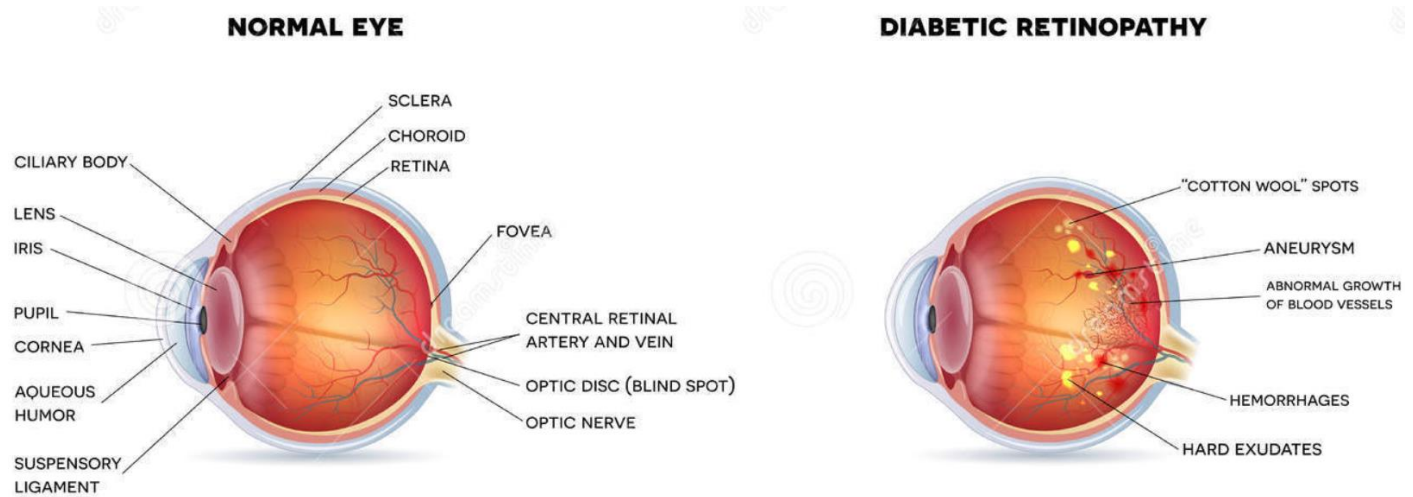 NORMAL EYE
SCLERA
CHOROID
RETINA
CILIARY BODY
LENS
IRIS
PUPIL
CORNEA
AQUEOUS
HUMOR
SUSPENSORY
LIGAMENT
FOVEA
CENTRAL RETINAL
ARTERY AND VEIN
OPTIC DISC (BLIND SPOT)
OPTIC NERVE
DIABETIC RETINOPATHY
"COTTON WOOL" SPOTS
ANEURYSM
ABNORMAL GROWTH
OF BLOOD VESSELS
HEMORRHAGES
HARD EXUDATES